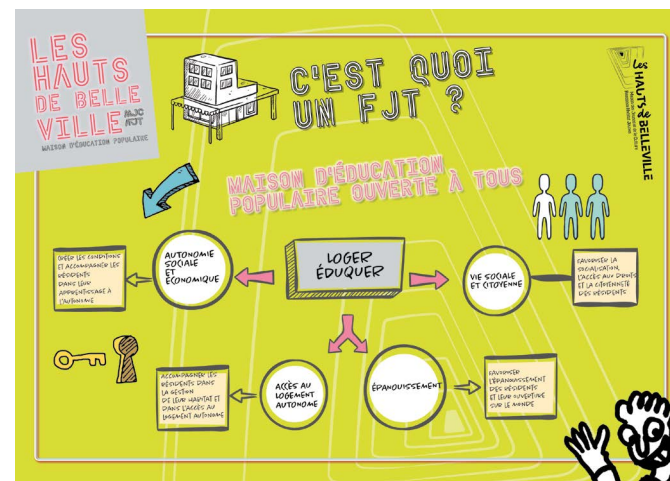 LES
HAUTS
DE BELLE
VILLE MJC
FJT
MAISON D'ÉDUCATION POPULAIRE
C'EST QUOI
UN FJT ?
Les
HAUTS DE BELLEVILLE
MAISON D'ÉDUCATION
POPULAIRE OUVERTE À TOUS
LOGER
ÉDUQUER
AUTONOMIE
SOCIALE
ET
ÉCONOMIQUE
CRÉER LES CONDITIONS
ET ACCOMPAGNER LES
RÉSIDENTS
DANS LEUR
APPRENTISSAGE À
L'AUTONOMIE
VIE SOCIALE
ET CITOYENNE
FAVORISER LA
SOCIALISATION,
L'ACCÈS AUX DROITS
ET LA CITOYENNETÉ
DES RÉSIDENTS
ACCÈS AU
LOGEMENT
AUTONOME
ACCOMPAGNER LES
RÉSIDENTS DANS
LA GESTION
DE LEUR HABITAT ET
DANS L'ACCÈS AU
LOGEMENT AUTONOME
ÉPANOUISSEMENT
FAVORISER
L'ÉPANOUISSEMENT
DES RÉSIDENTS
ET LEUR OUVERTURE
SUR LE MONDE